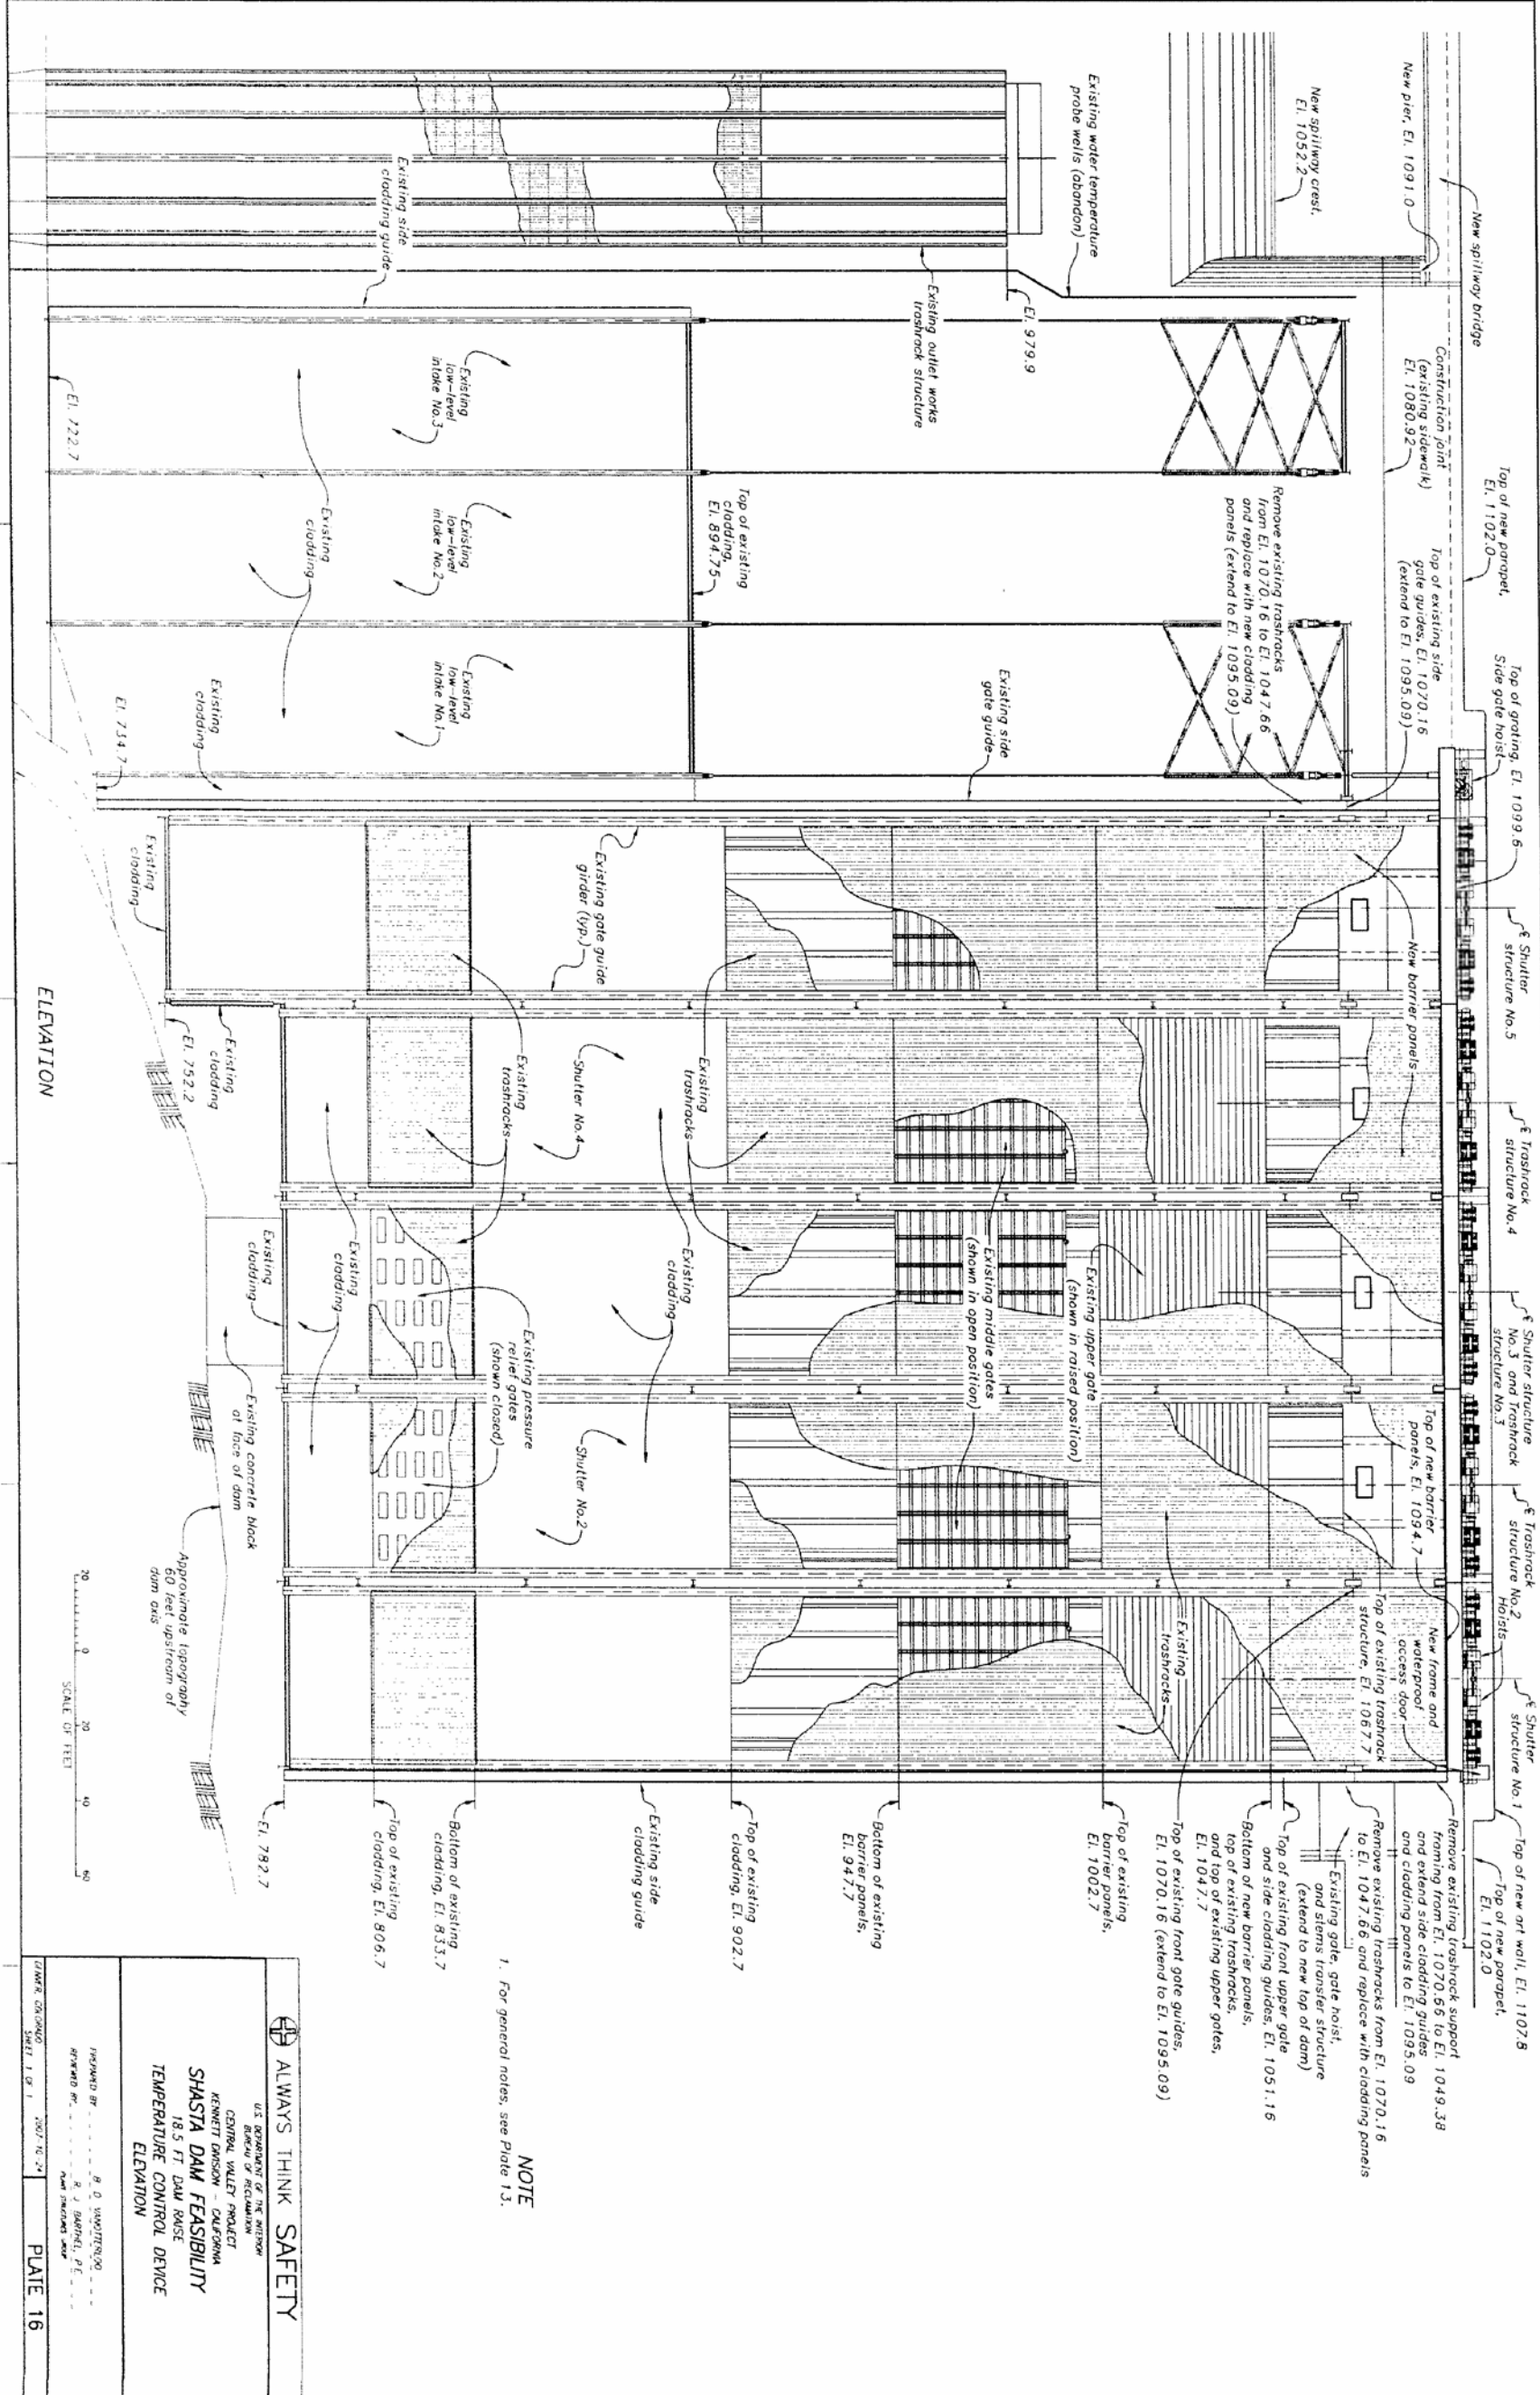 New spillway bridge
New pier, El. 1091.0
New spillway crest,
El. 1052.2
Existing water temperature
probe wells (abandon)
El. 979.9
Existing outlet works
trashrack structure
Existing side
cladding guide
Construction joint
(existing sidewalk)
El. 1080.92
Top of new parapet,
El. 1102.0
Top of existing side
gate guides, El. 1070.16
(extend to El. 1095.09)
Remove existing trashracks
from El. 1070.16 to El. 1047.66
and replace with new cladding
panels (extend to El. 1095.09)
Top of existing
cladding,
El. 894.75
Existing
low-level
intake No.3
Existing
low-level
intake No.2
Existing
low-level
intake No.1
Existing
cladding
El. 722.7
Existing side
gate guide
Existing
cladding
El. 734.7
Top of grating, El. 1099.6
Side gate hoist
℄ Shutter
structure No.5
℄ Trashrack
structure No.4
℄ Shutter structure
No.3 and Trashrack
structure No.3
℄ Trashrack
structure No.2
Hoists
℄ Shutter
structure No.1
Top of new art wall, El. 1107.8
Top of new parapet,
El. 1102.0
New barrier panels
Top of new barrier
panels, El. 1094.7
New frame and
waterproof
access door
Top of existing trashrack
structure, El. 1067.7
Existing upper gate
(shown in raised position)
Existing middle gates
(shown in open position)
Existing
trashracks
Existing gate guide
girder (typ.)
Existing
trashracks
Existing
cladding
Shutter No.4
Existing
trashracks
Existing pressure
relief gates
(shown closed)
Shutter No.2
Existing
cladding
Existing
cladding
Existing
cladding
El. 752.2
Existing
cladding
Existing
cladding
Existing concrete block
at face of dam
Approximate topography
60 feet upstream of
dam axis
Remove existing trashrack support
framing from El. 1070.66 to El. 1049.38
and extend side cladding guides
and cladding panels to El. 1095.09
Remove existing trashracks from El. 1070.16
to El. 1047.66 and replace with cladding panels
Existing gate, gate hoist,
and stems transfer structure
(extend to new top of dam)
Top of existing front upper gate
and side cladding guides, El. 1051.16
Bottom of new barrier panels,
top of existing trashracks,
and top of existing upper gates,
El. 1047.7
Top of existing front gate guides,
El. 1070.16 (extend to El. 1095.09)
Top of existing
barrier panels,
El. 1002.7
Bottom of existing
barrier panels,
El. 947.7
Top of existing
cladding, El. 902.7
Existing side
cladding guide
Bottom of existing
cladding, El. 833.7
Top of existing
cladding, El. 806.7
El. 782.7
ELEVATION
20 0 20 40 60
SCALE OF FEET
NOTE
1. For general notes, see Plate 13.
ALWAYS THINK SAFETY
U.S. DEPARTMENT OF THE INTERIOR
BUREAU OF RECLAMATION
CENTRAL VALLEY PROJECT
KENNETT DIVISION - CALIFORNIA
SHASTA DAM FEASIBILITY
18.5 FT. DAM RAISE
TEMPERATURE CONTROL DEVICE
ELEVATION
PREPARED BY
REVIEWED BY R. J. BARTHEL, P.E.
DENVER, COLORADO 2007-10-24
SHEET 1 OF 1
PLATE 16